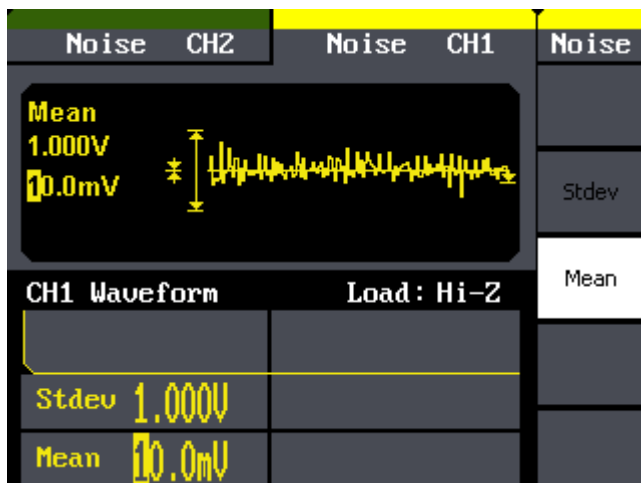 Noise CH2
Noise CH1
Noise
Mean
1.000V
10.0mV
Stdev
Mean
CH1 Waveform
Load: Hi-Z
Stdev 1.000V
Mean 10.0mV